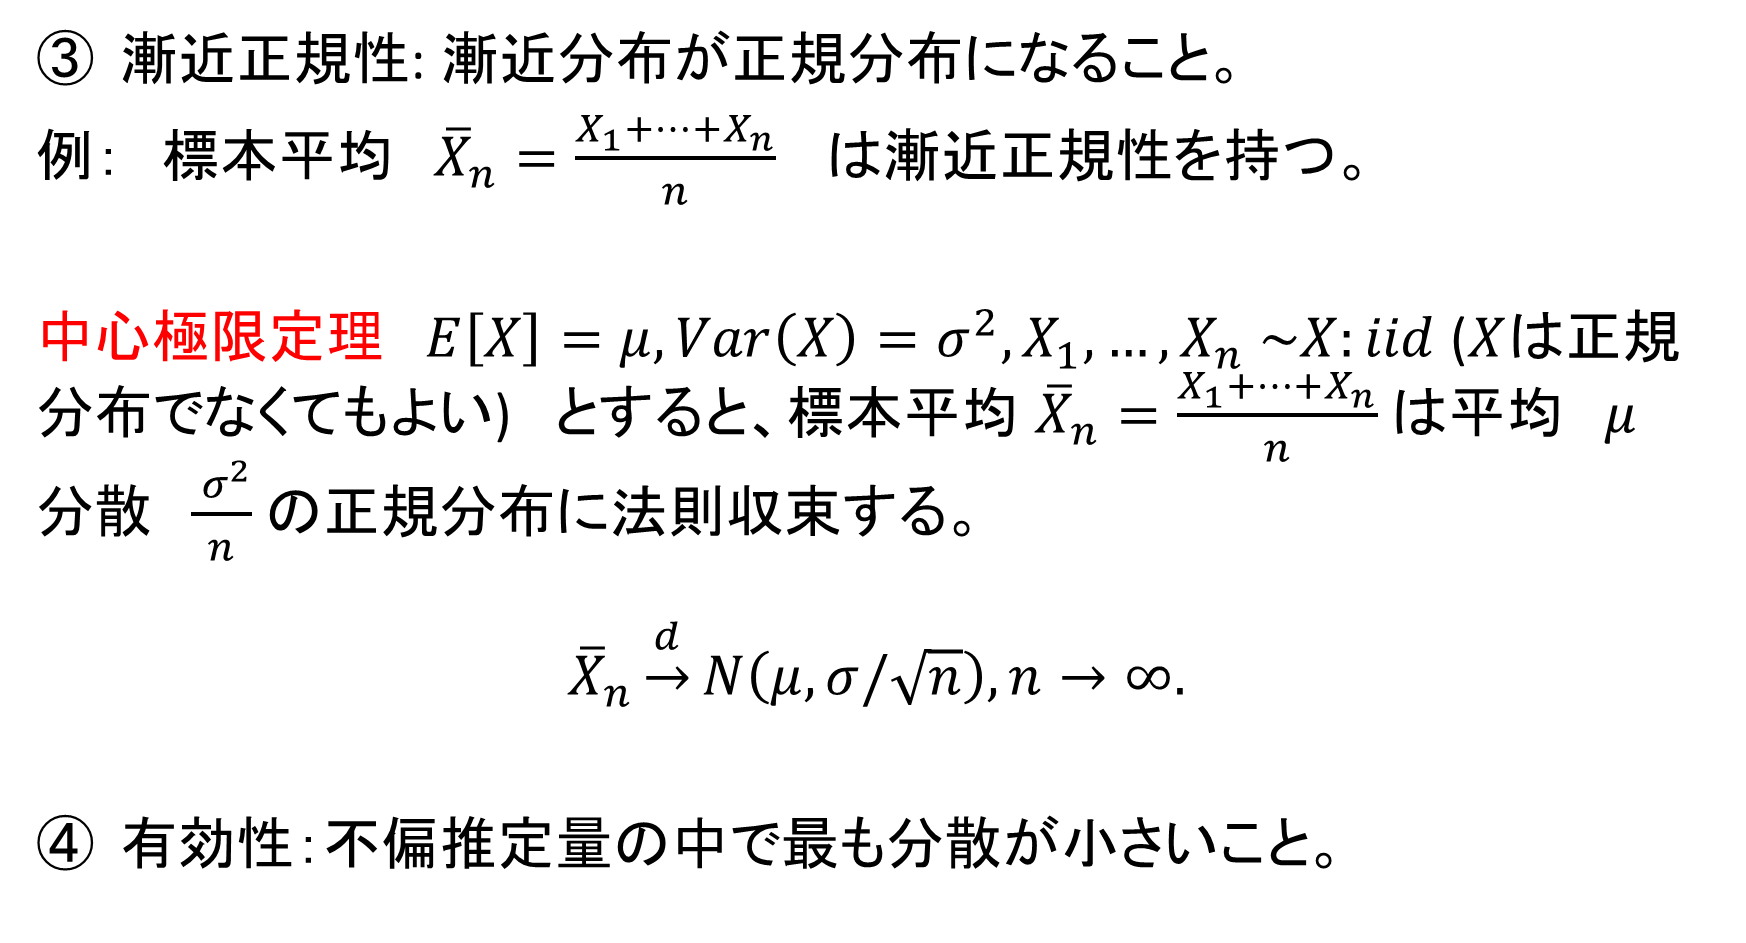 ③ 漸近正規性: 漸近分布が正規分布になること。
例: 標本平均 X̄ₙ = (X₁+⋯+Xₙ)/n は漸近正規性を持つ。
中心極限定理 E[X] = μ, Var(X) = σ², X₁, … , Xₙ ~X: iid (Xは正規
分布でなくてもよい) とすると、標本平均 X̄ₙ = (X₁+⋯+Xₙ)/n は平均 μ
分散 σ²/n の正規分布に法則収束する。
X̄ₙ →ᵈ N(μ, σ/√n), n → ∞.
④ 有効性: 不偏推定量の中で最も分散が小さいこと。